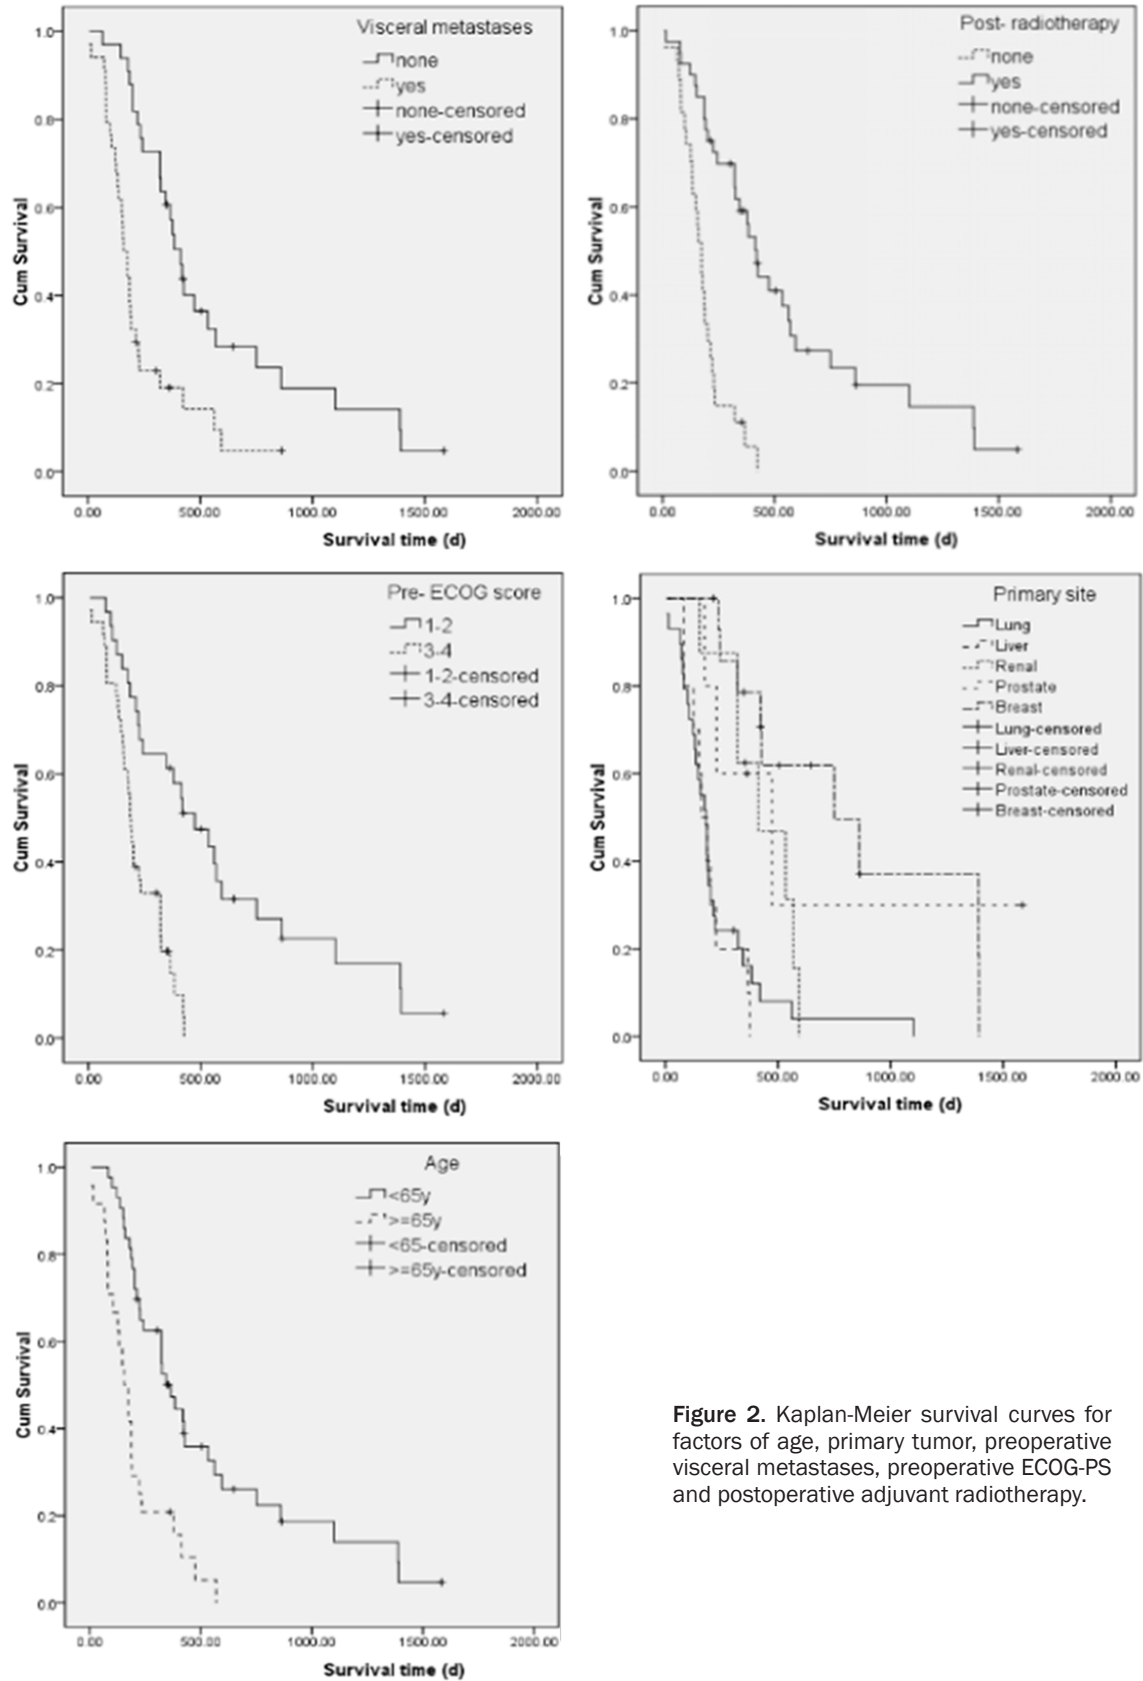 Visceral metastases
none
yes
none-censored
yes-censored
Cum Survival
1.0
0.8
0.6
0.4
0.2
0.0
0.00 500.00 1000.00 1500.00 2000.00
Survival time (d)
Post- radiotherapy
none
yes
none-censored
yes-censored
Cum Survival
1.0
0.8
0.6
0.4
0.2
0.0
0.00 500.00 1000.00 1500.00 2000.00
Survival time (d)
Pre- ECOG score
1-2
3-4
1-2-censored
3-4-censored
Cum Survival
1.0
0.8
0.6
0.4
0.2
0.0
0.00 500.00 1000.00 1500.00 2000.00
Survival time (d)
Primary site
Lung
Liver
Renal
Prostate
Breast
Lung-censored
Liver-censored
Renal-censored
Prostate-censored
Breast-censored
Cum Survival
1.0
0.8
0.6
0.4
0.2
0.0
0.00 500.00 1000.00 1500.00 2000.00
Survival time (d)
Age
<65y
>=65y
<65-censored
>=65y-censored
Cum Survival
1.0
0.8
0.6
0.4
0.2
0.0
0.00 500.00 1000.00 1500.00 2000.00
Survival time (d)
Figure 2. Kaplan-Meier survival curves for
factors of age, primary tumor, preoperative
visceral metastases, preoperative ECOG-PS
and postoperative adjuvant radiotherapy.